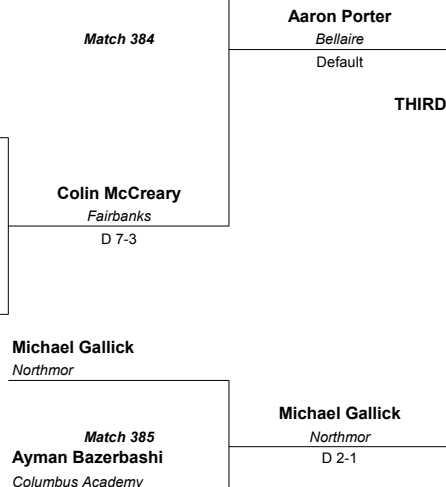 Aaron Porter
Match 384
Bellaire
Default
THIRD
Colin McCreary
Fairbanks
D 7-3
Michael Gallick
Northmor
Michael Gallick
Match 385
Northmor
Ayman Bazerbashi
D 2-1
Columbus Academy